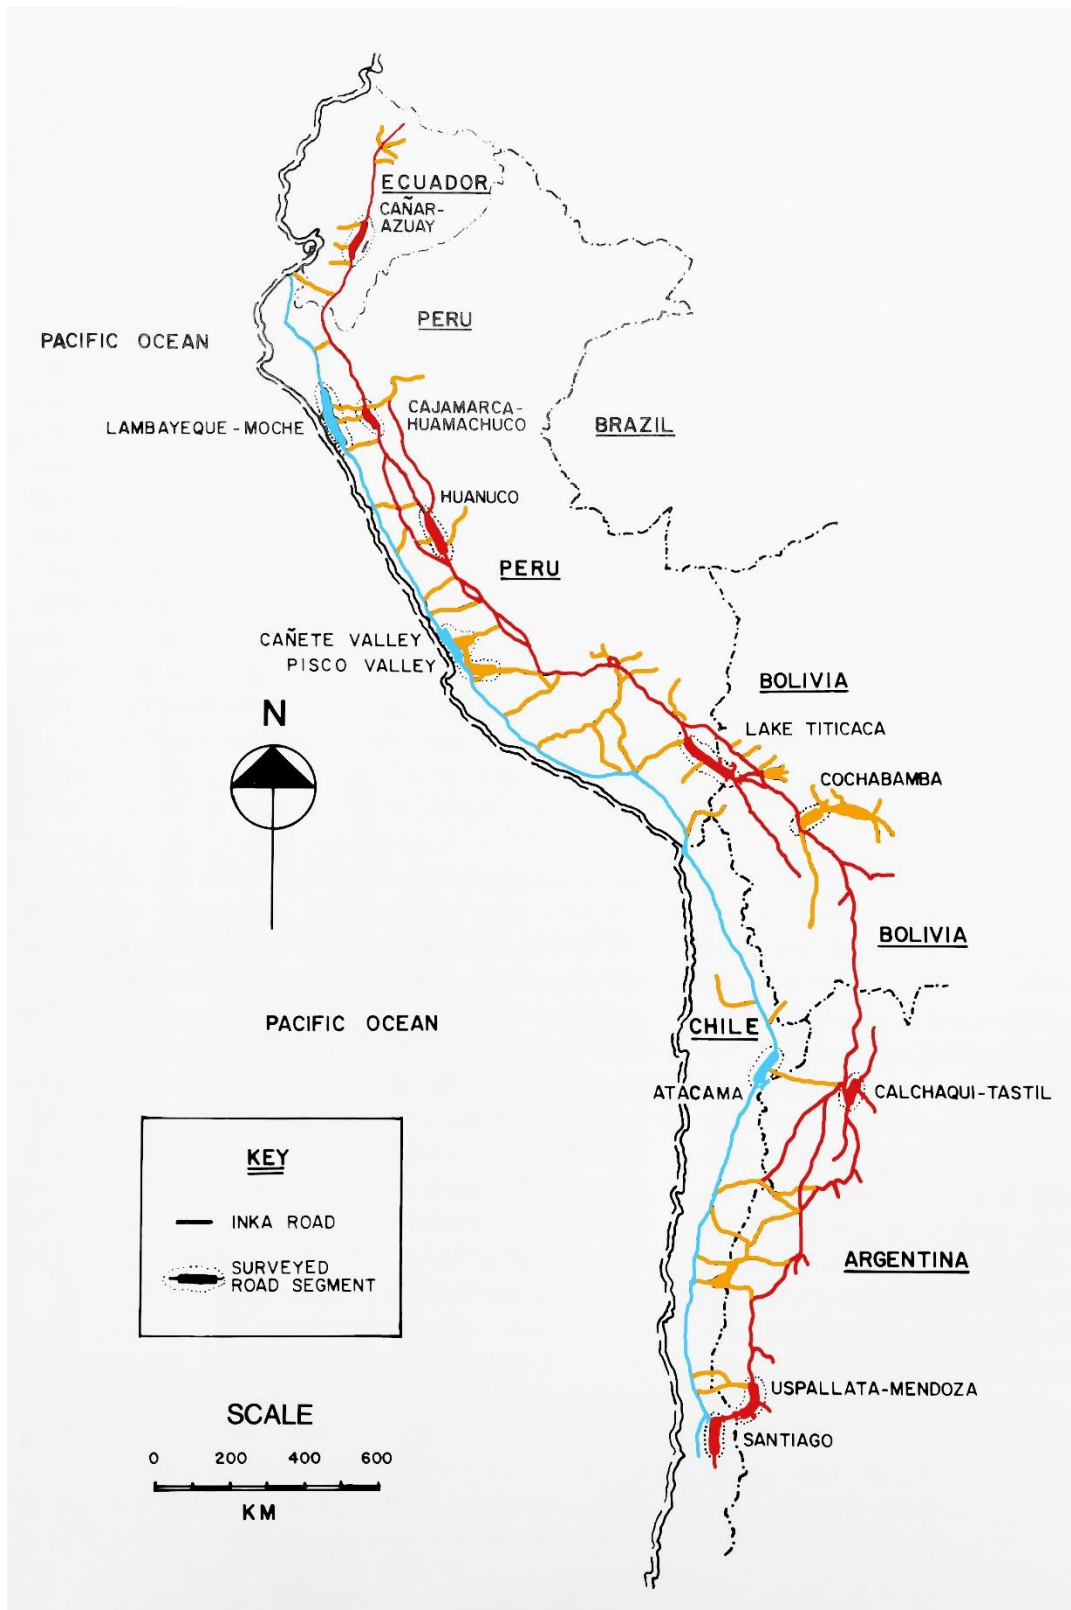 ECUADOR
CAÑAR-
AZUAY
PERU
PACIFIC OCEAN
CAJAMARCA-
HUAMACHUCO
LAMBAYEQUE-MOCHE
BRAZIL
HUANUCO
PERU
CAÑETE VALLEY
PISCO VALLEY
BOLIVIA
N
LAKE TITICACA
COCHABAMBA
BOLIVIA
PACIFIC OCEAN
CHILE
ATACAMA
CALCHAQUI-TASTIL
KEY
INKA ROAD
SURVEYED
ROAD SEGMENT
ARGENTINA
USPALLATA-MENDOZA
SCALE
SANTIAGO
0 200 400 600
KM